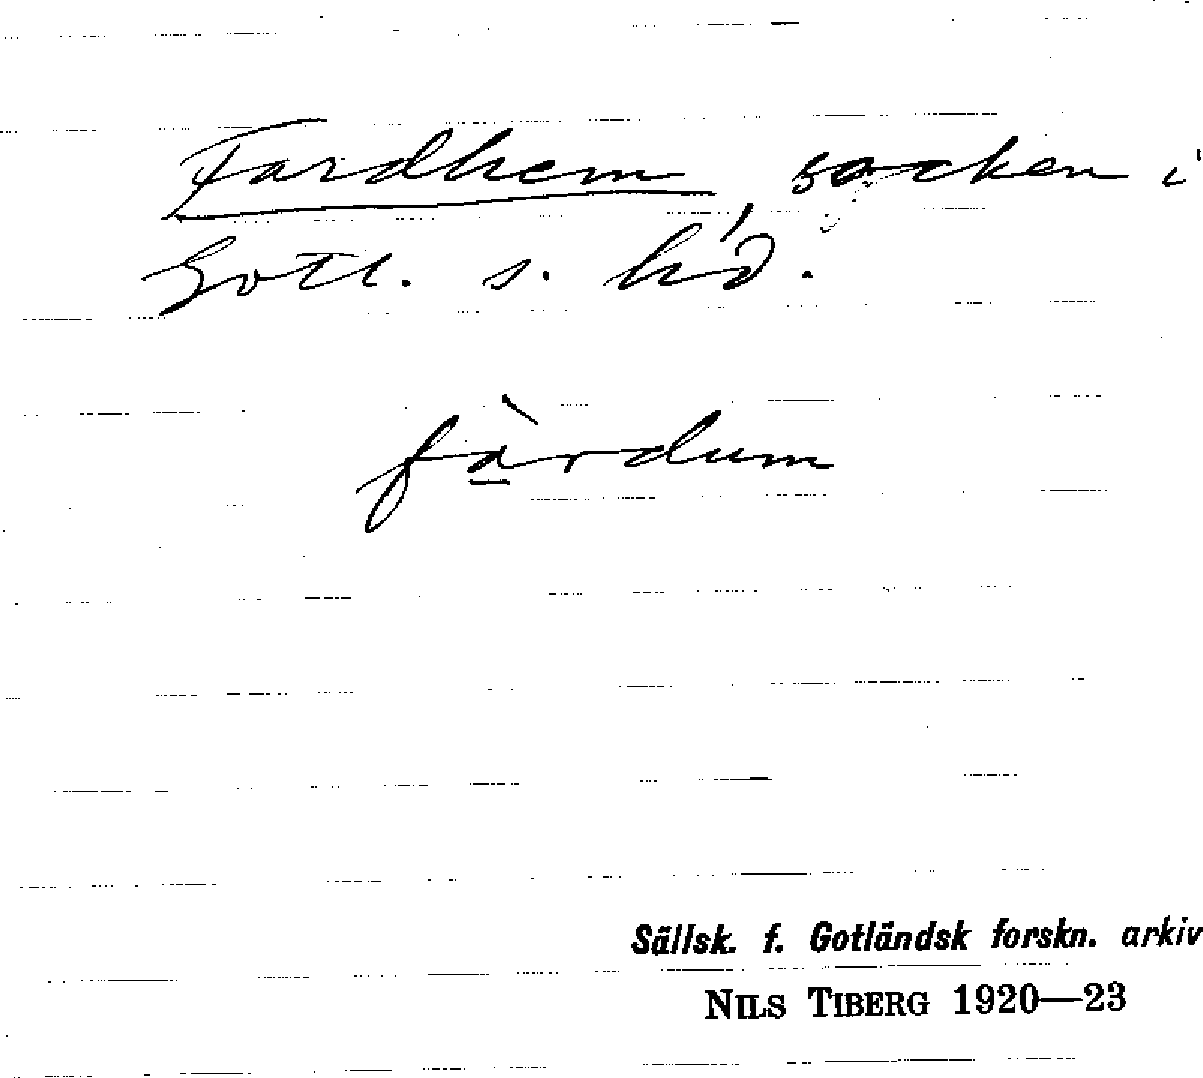 Fardhem, socken i
Gotl. s. hd.
fàrdum
Sällsk. f. Gotländsk forskn. arkiv
NILS TIBERG 1920—23